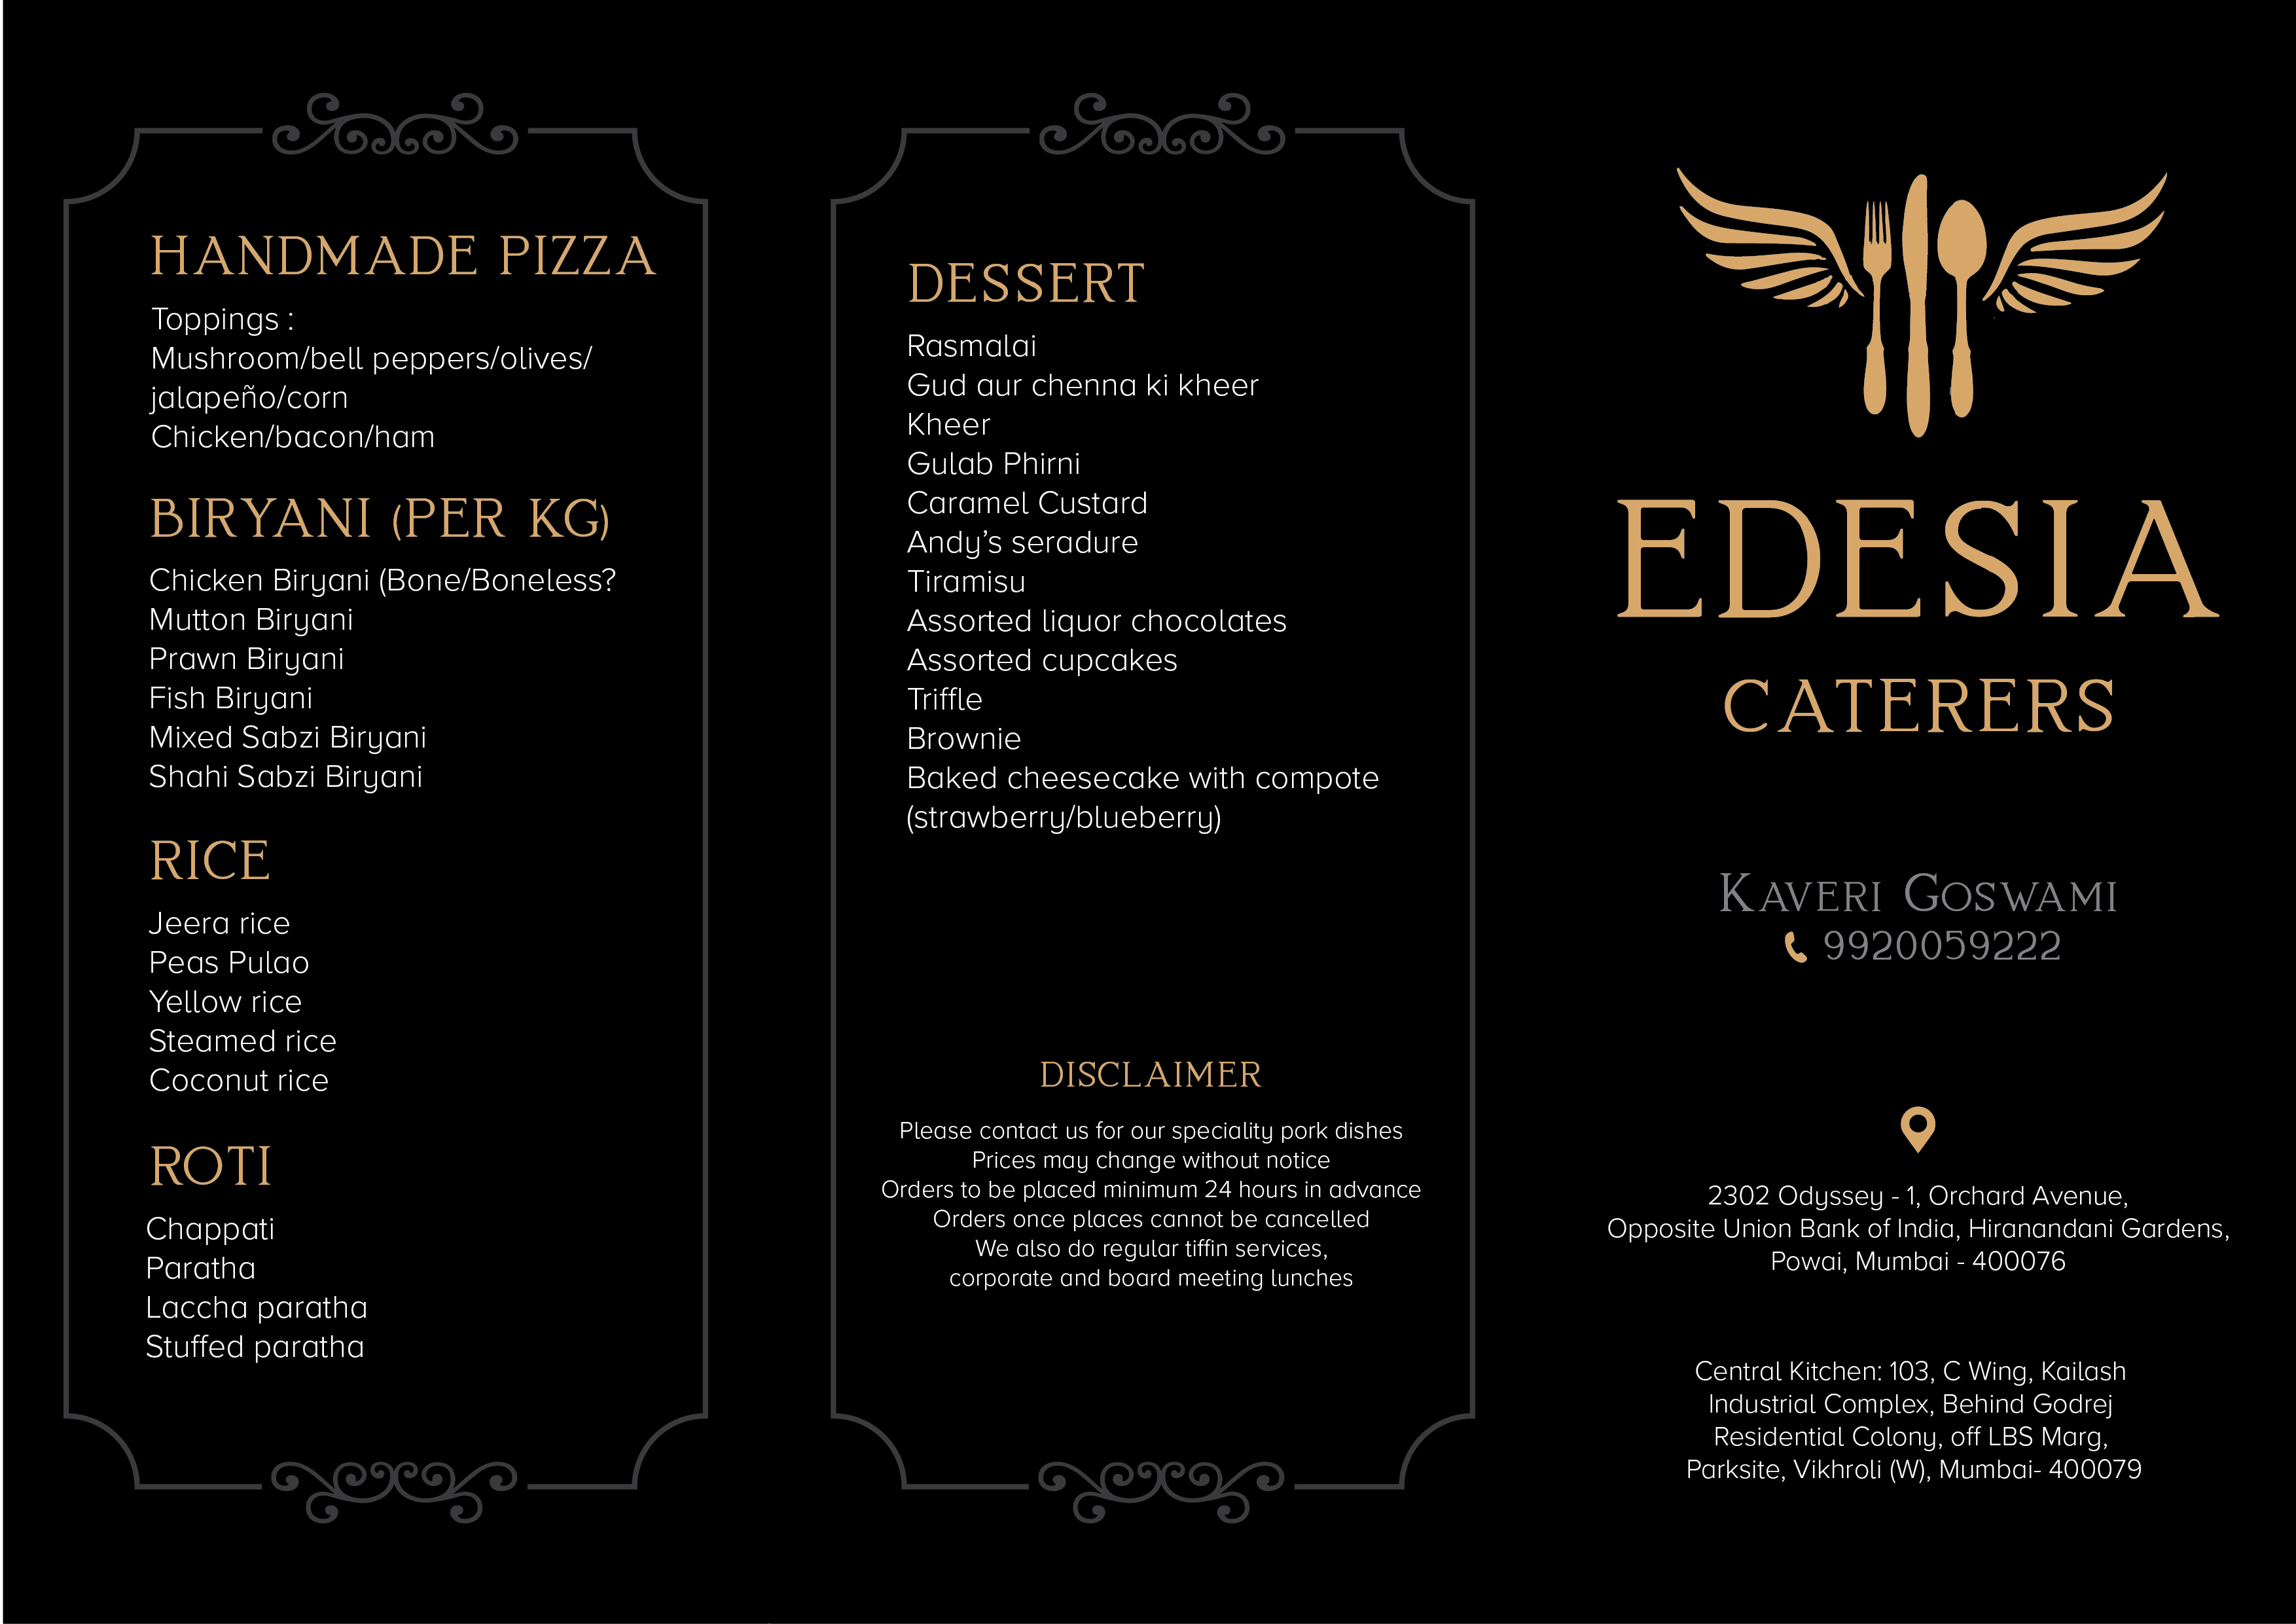 HANDMADE PIZZA
Toppings :
Mushroom/bell peppers/olives/
jalapeño/corn
Chicken/bacon/ham
BIRYANI (PER KG)
Chicken Biryani (Bone/Boneless?
Mutton Biryani
Prawn Biryani
Fish Biryani
Mixed Sabzi Biryani
Shahi Sabzi Biryani
RICE
Jeera rice
Peas Pulao
Yellow rice
Steamed rice
Coconut rice
ROTI
Chappati
Paratha
Laccha paratha
Stuffed paratha
DESSERT
Rasmalai
Gud aur chenna ki kheer
Kheer
Gulab Phirni
Caramel Custard
Andy’s seradure
Tiramisu
Assorted liquor chocolates
Assorted cupcakes
Triffle
Brownie
Baked cheesecake with compote
(strawberry/blueberry)
DISCLAIMER
Please contact us for our speciality pork dishes
Prices may change without notice
Orders to be placed minimum 24 hours in advance
Orders once places cannot be cancelled
We also do regular tiffin services,
corporate and board meeting lunches
EDESIA
CATERERS
KAVERI GOSWAMI
9920059222
2302 Odyssey - 1, Orchard Avenue,
Opposite Union Bank of India, Hiranandani Gardens,
Powai, Mumbai - 400076
Central Kitchen: 103, C Wing, Kailash
Industrial Complex, Behind Godrej
Residential Colony, off LBS Marg,
Parksite, Vikhroli (W), Mumbai- 400079